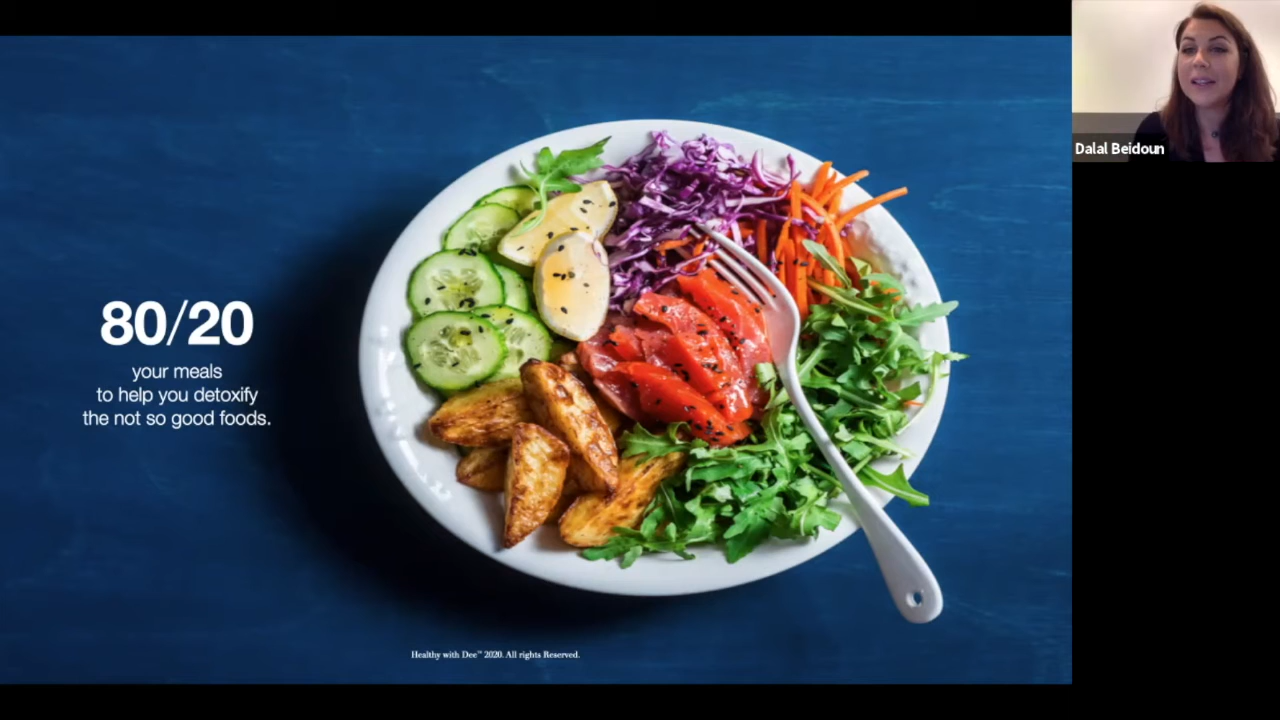 80/20
your meals
to help you detoxify
the not so good foods.
Healthy with Dee™ 2020. All rights Reserved.
Dalal Beidoun